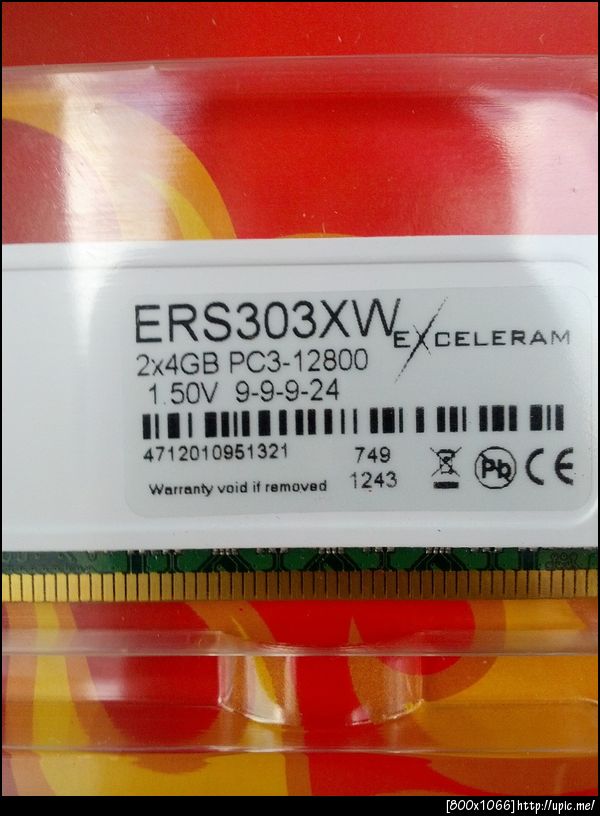 ERS303XW
EXCELERAM
2x4GB PC3-12800
1.50V 9-9-9-24
4712010951321 749
Warranty void if removed 1243
Pb
CE
[800x1066]http://upic.me/